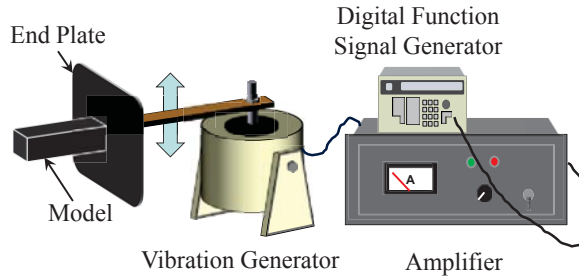 End Plate
Digital Function
Signal Generator
A
Model
Vibration Generator
Amplifier